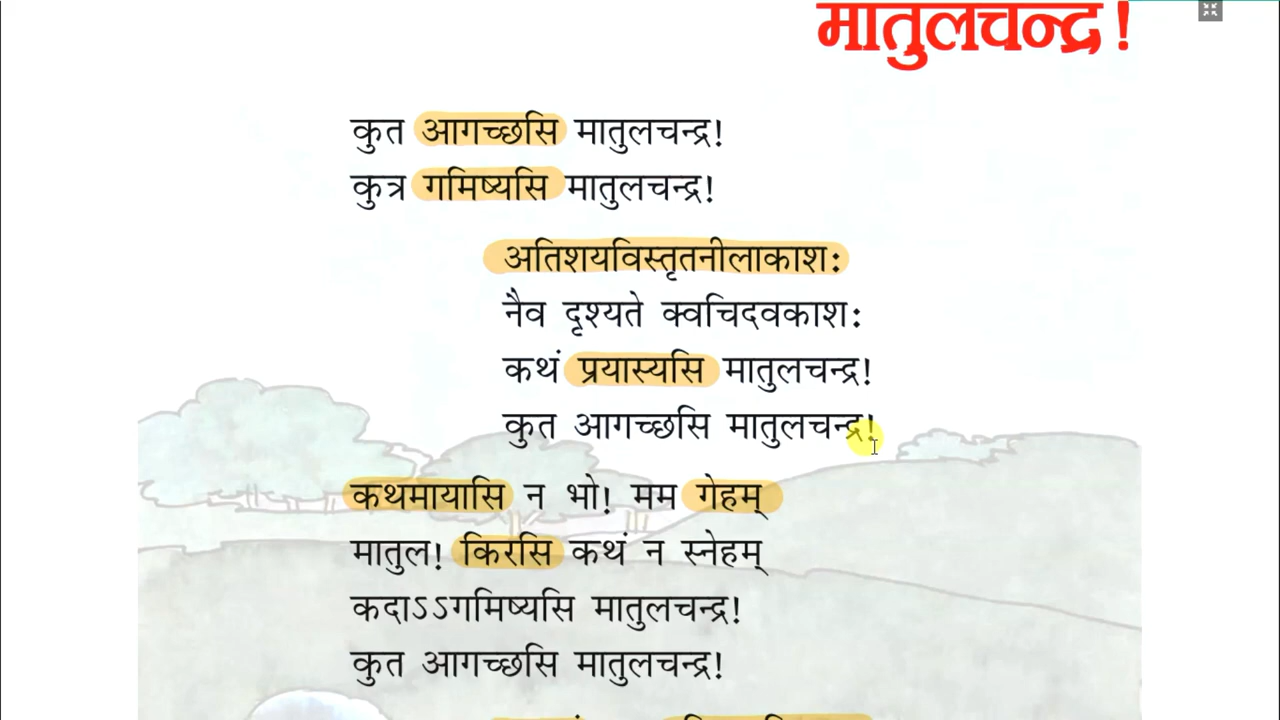 मातुलचन्द्र!
कुत आगच्छसि मातुलचन्द्र!
कुत्र गमिष्यसि मातुलचन्द्र!
अतिशयविस्तृतनीलाकाशः
नैव दृश्यते क्वचिदवकाशः
कथं प्रयास्यसि मातुलचन्द्र!
कुत आगच्छसि मातुलचन्द्र!
कथमायासि न भो! मम गेहम्
मातुल! किरसि कथं न स्नेहम्
कदाऽऽगमिष्यसि मातुलचन्द्र!
कुत आगच्छसि मातुलचन्द्र!